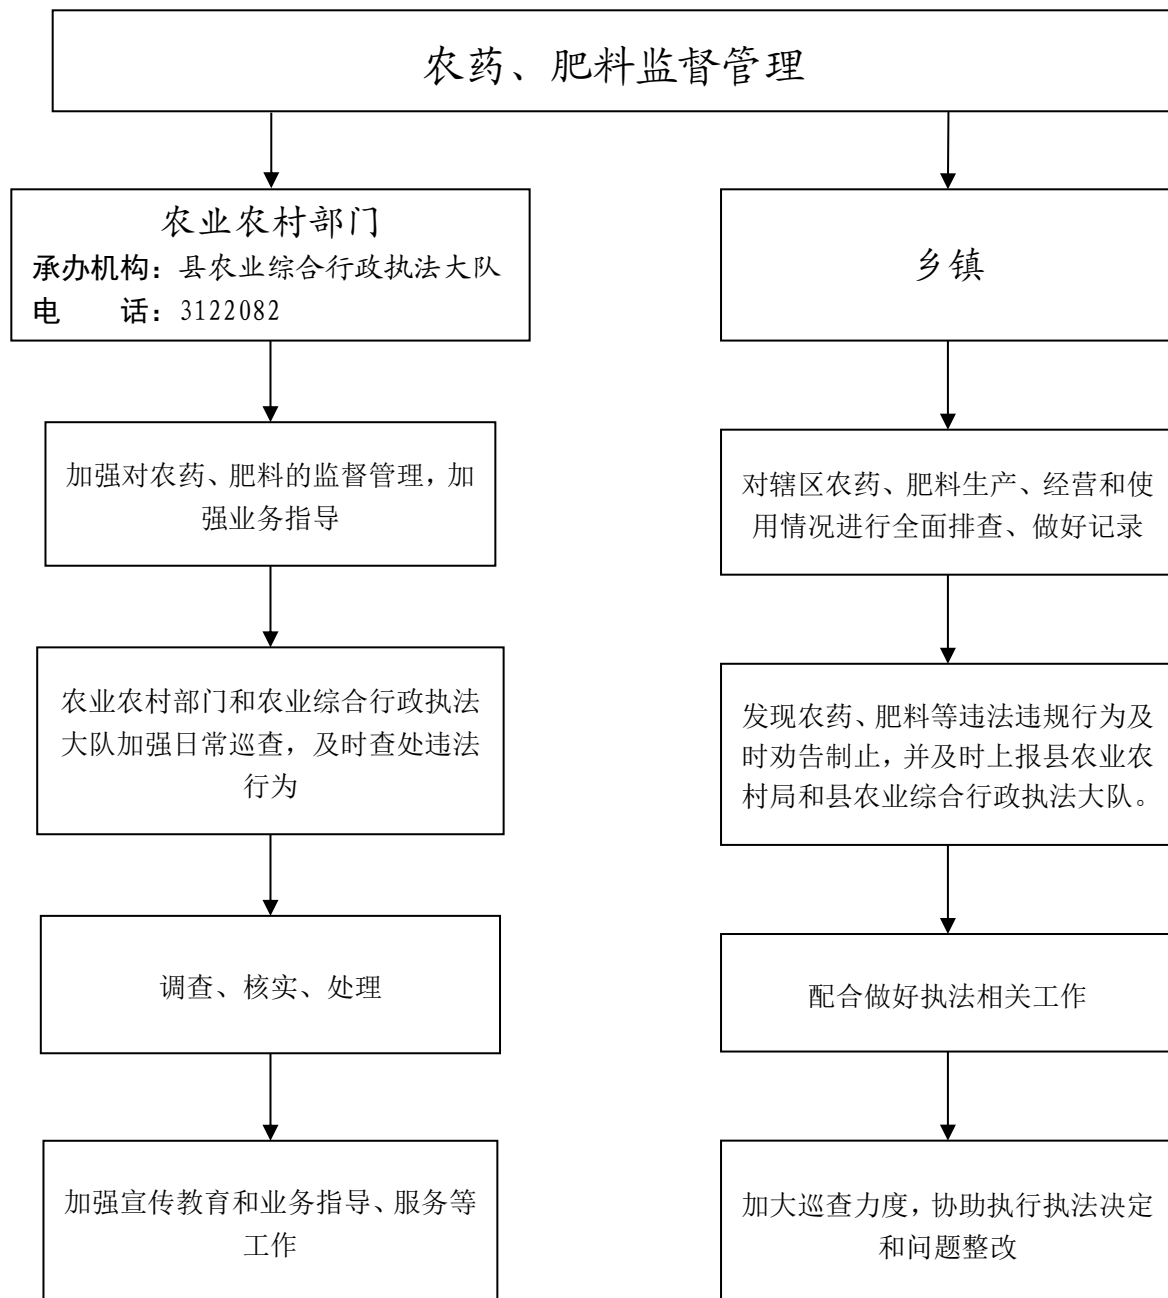 农药、肥料监督管理
农业农村部门
承办机构：县农业综合行政执法大队
电　　话：3122082
加强对农药、肥料的监督管理，加
强业务指导
农业农村部门和农业综合行政执法
大队加强日常巡查，及时查处违法
行为
调查、核实、处理
加强宣传教育和业务指导、服务等
工作
乡镇
对辖区农药、肥料生产、经营和使
用情况进行全面排查、做好记录
发现农药、肥料等违法违规行为及
时劝告制止，并及时上报县农业农
村局和县农业综合行政执法大队。
配合做好执法相关工作
加大巡查力度，协助执行执法决定
和问题整改